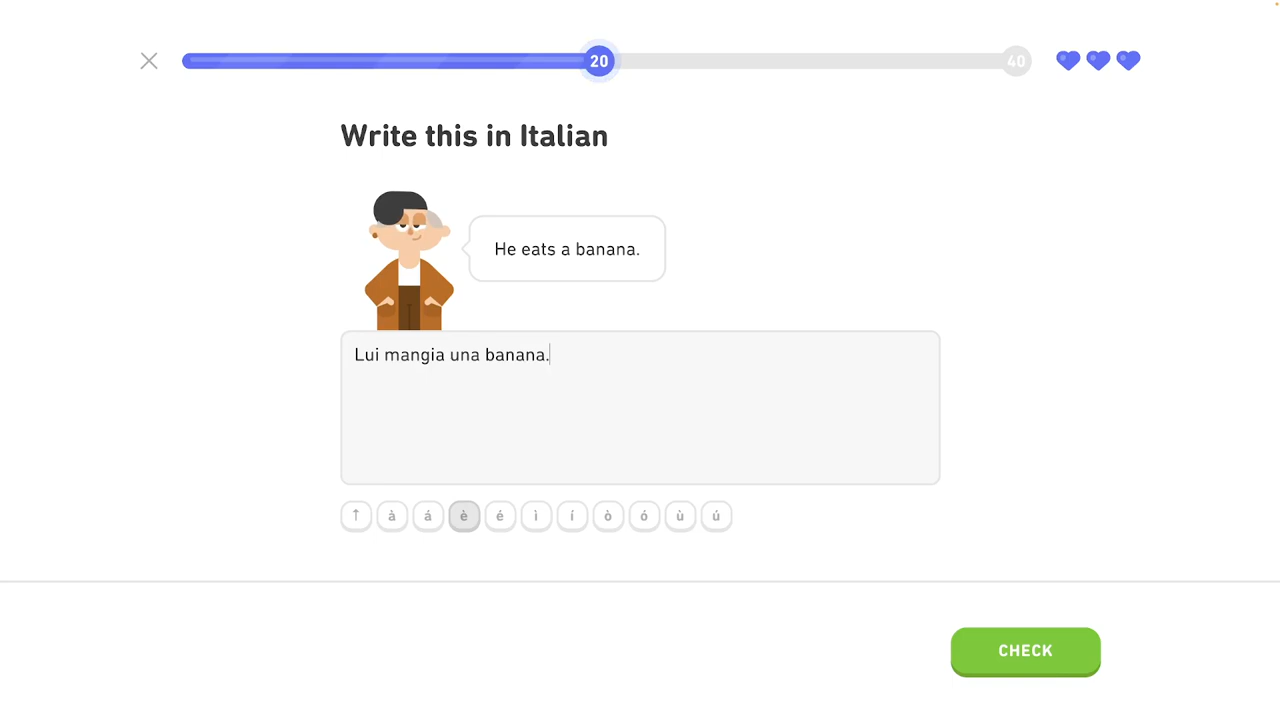 20
40
Write this in Italian
He eats a banana.
Lui mangia una banana.
↑ à á è é ì í ò ó ù ú
CHECK